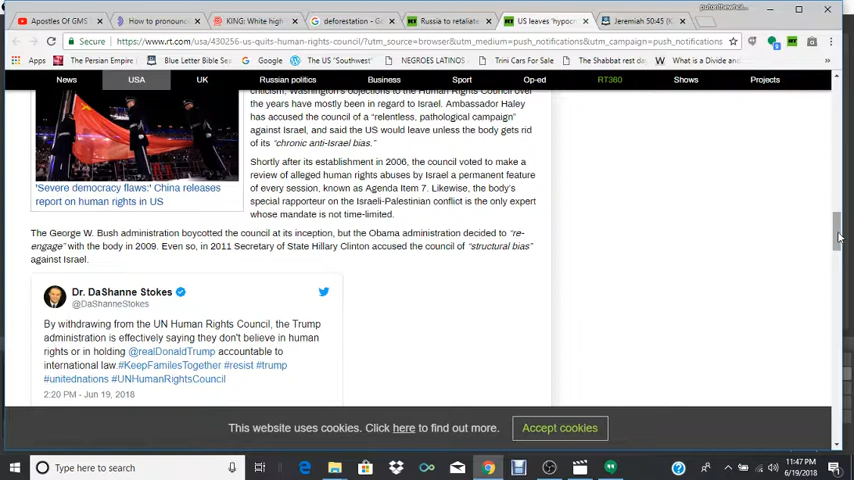 Apostles Of GMS
How to pronounc
KING: White high
deforestation - G
Russia to retaliate
US leaves 'hypoc
Jeremiah 50:45 (K
Secure
https://www.rt.com/usa/430256-us-quits-human-rights-council/?utm_source=browser&utm_medium=push_notifications&utm_campaign=push_notifications
Apps
The Persian Empire
Blue Letter Bible Se
Google
The US "Southwest"
NEGROES LATINOS
Trini Cars For Sale
The Shabbat rest da
What is a Divide and
News USA UK Russian politics Business Sport Op-ed RT360 Shows Projects
criticism, Washington's objections to the Human Rights Council over
the years have mostly been in regard to Israel. Ambassador Haley
has accused the council of a "relentless, pathological campaign"
against Israel, and said the US would leave unless the body gets rid
of its "chronic anti-Israel bias."
Shortly after its establishment in 2006, the council voted to make a
review of alleged human rights abuses by Israel a permanent feature
of every session, known as Agenda Item 7. Likewise, the body's
special rapporteur on the Israeli-Palestinian conflict is the only expert
whose mandate is not time-limited.
'Severe democracy flaws:' China releases
report on human rights in US
The George W. Bush administration boycotted the council at its inception, but the Obama administration decided to "re-
engage" with the body in 2009. Even so, in 2011 Secretary of State Hillary Clinton accused the council of "structural bias"
against Israel.
Dr. DaShanne Stokes
@DaShanneStokes
By withdrawing from the UN Human Rights Council, the Trump
administration is effectively saying they don't believe in human
rights or in holding @realDonaldTrump accountable to
international law.#KeepFamilesTogether #resist #trump
#unitednations #UNHumanRightsCouncil
2:20 PM - Jun 19, 2018
This website uses cookies. Click here to find out more.
Accept cookies
Type here to search
11:47 PM
6/19/2018